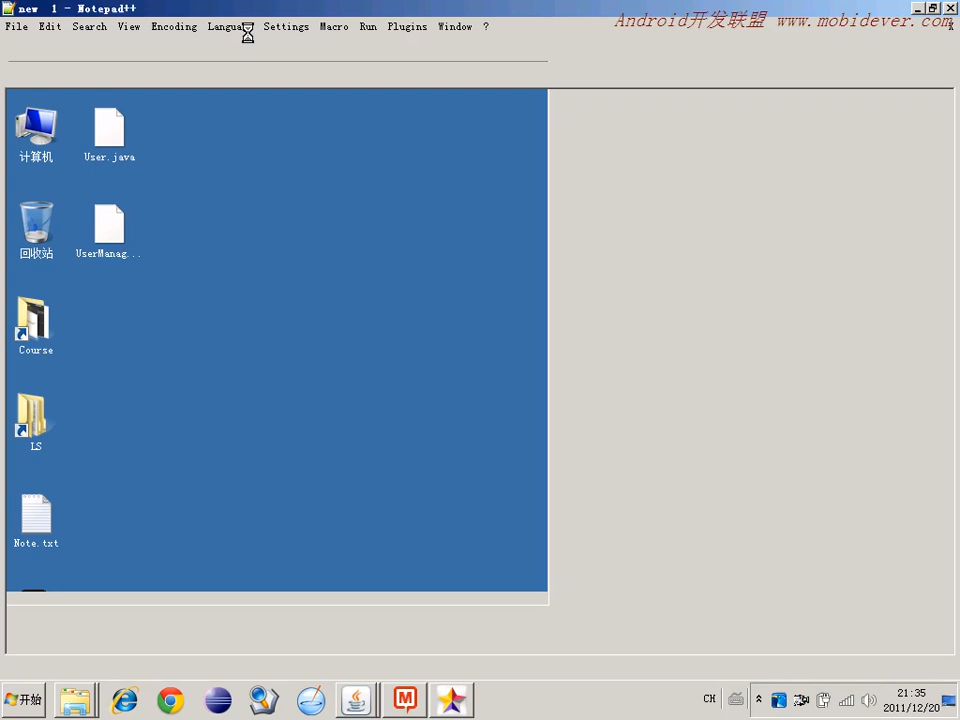 new 1 - Notepad++
File Edit Search View Encoding Settings Macro Run Plugins Window ?
Android开发联盟 www.mobidever.com
计算机
User.java
回收站
UserManag...
Course
LS
Note.txt
开始
CH
21:35
2011/12/20